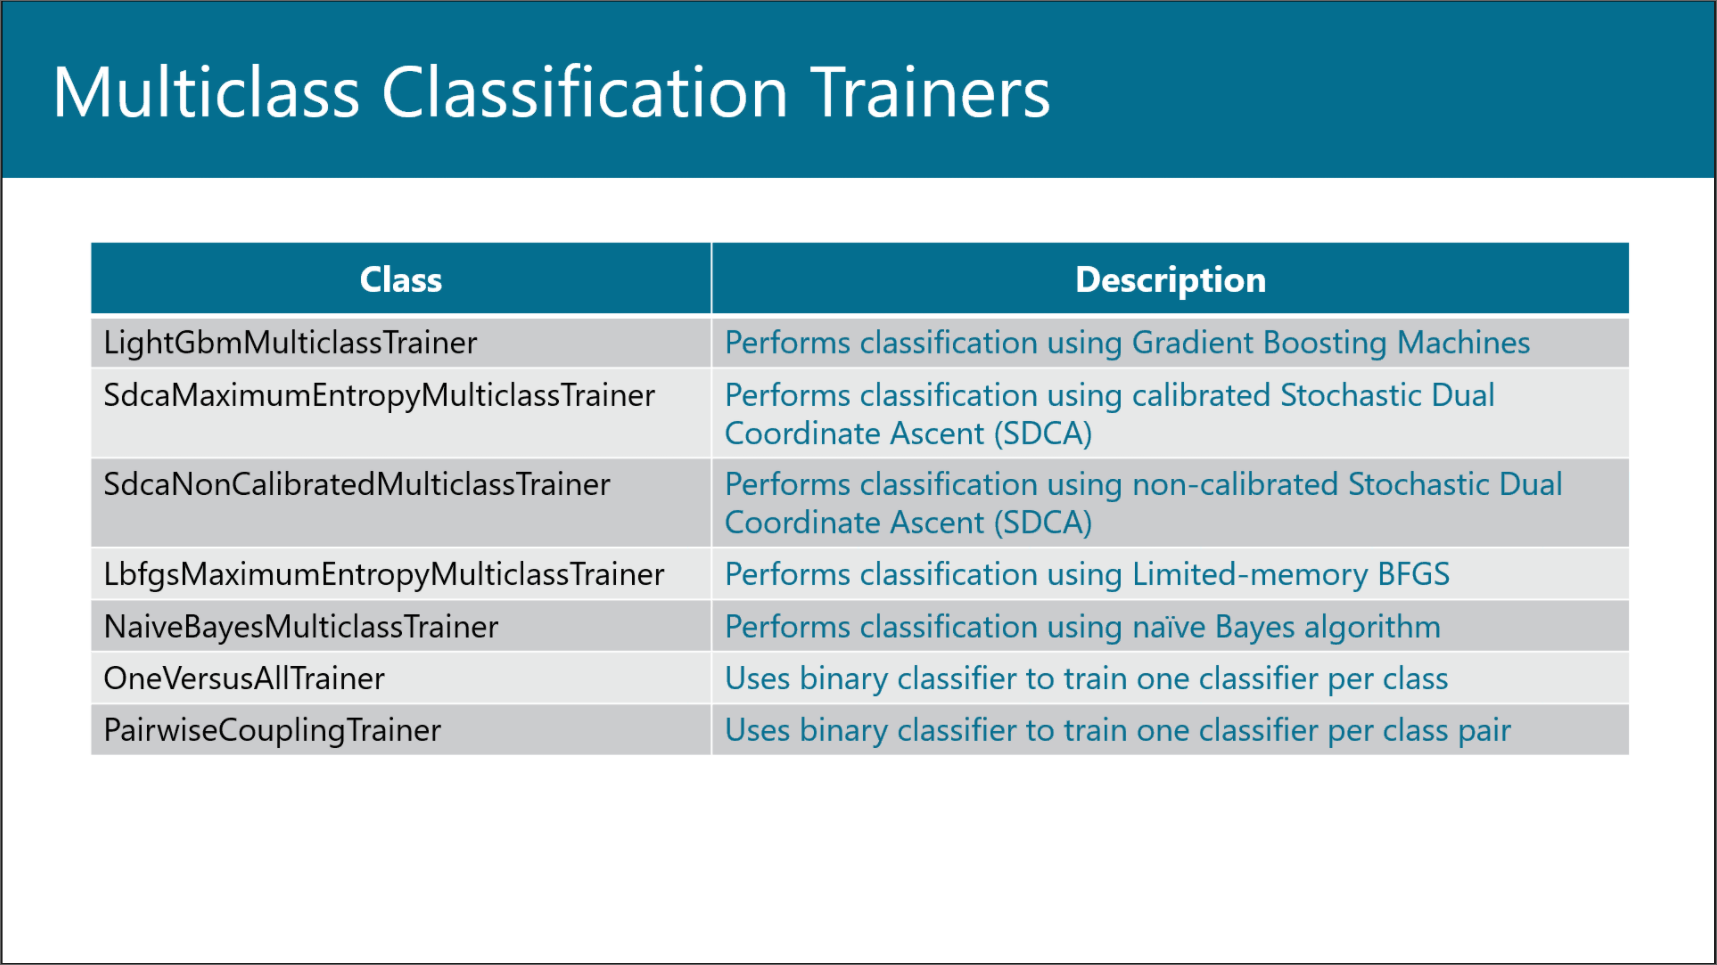 Multiclass Classification Trainers
Class
Description
LightGbmMulticlassTrainer
Performs classification using Gradient Boosting Machines
SdcaMaximumEntropyMulticlassTrainer
Performs classification using calibrated Stochastic Dual
Coordinate Ascent (SDCA)
SdcaNonCalibratedMulticlassTrainer
Performs classification using non-calibrated Stochastic Dual
Coordinate Ascent (SDCA)
LbfgsMaximumEntropyMulticlassTrainer
Performs classification using Limited-memory BFGS
NaiveBayesMulticlassTrainer
Performs classification using naïve Bayes algorithm
OneVersusAllTrainer
Uses binary classifier to train one classifier per class
PairwiseCouplingTrainer
Uses binary classifier to train one classifier per class pair